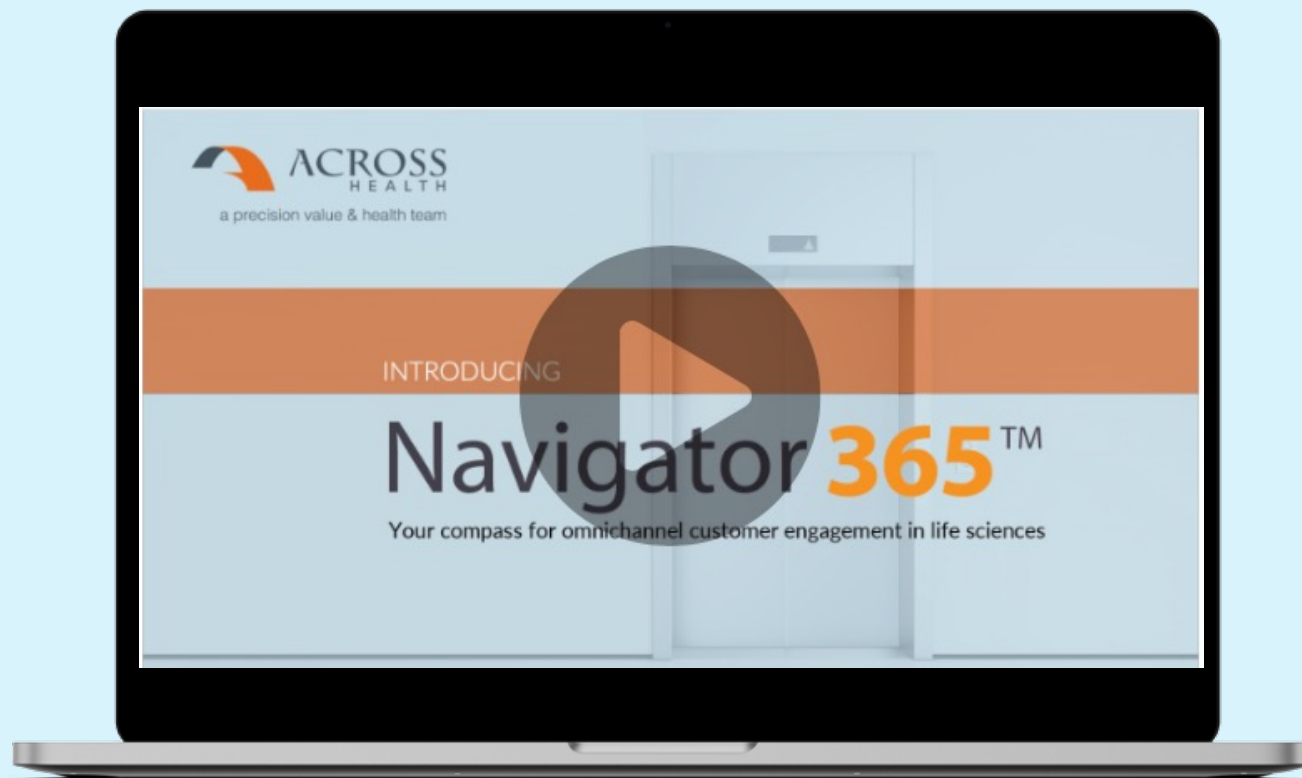 ACROSS
HEALTH
a precision value & health team
INTRODUCING
Navigator 365™
Your compass for omnichannel customer engagement in life sciences